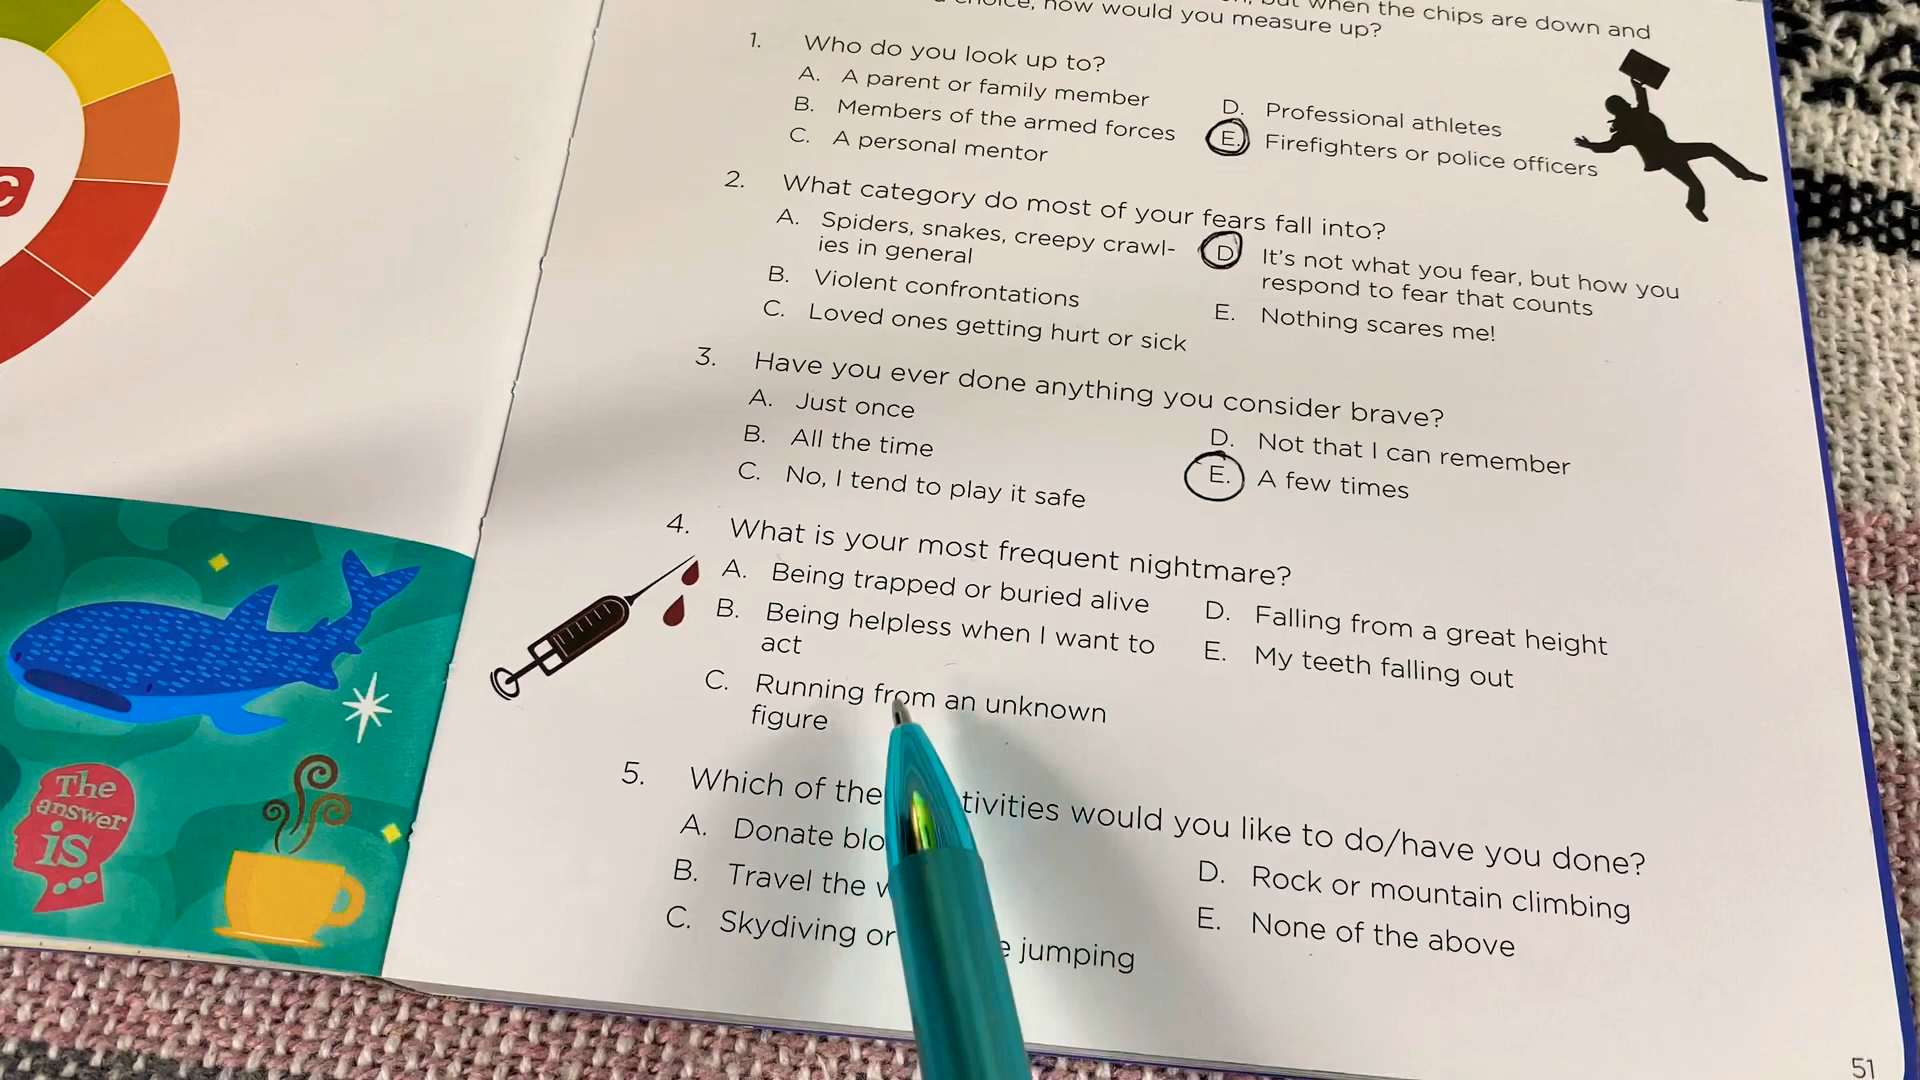 when the chips are down and
how would you measure up?
1. Who do you look up to?
A. A parent or family member
B. Members of the armed forces
C. A personal mentor
D. Professional athletes
E. Firefighters or police officers
2. What category do most of your fears fall into?
A. Spiders, snakes, creepy crawl-
ies in general
B. Violent confrontations
C. Loved ones getting hurt or sick
D It's not what you fear, but how you
respond to fear that counts
E. Nothing scares me!
3. Have you ever done anything you consider brave?
A. Just once
B. All the time
C. No, I tend to play it safe
D. Not that I can remember
E. A few times
4. What is your most frequent nightmare?
A. Being trapped or buried alive
B. Being helpless when I want to
act
C. Running from an unknown
figure
D. Falling from a great height
E. My teeth falling out
5. Which of the tivities would you like to do/have you done?
A. Donate blo
B. Travel the
C. Skydiving or jumping
D. Rock or mountain climbing
E. None of the above
51
C
The
answer
is